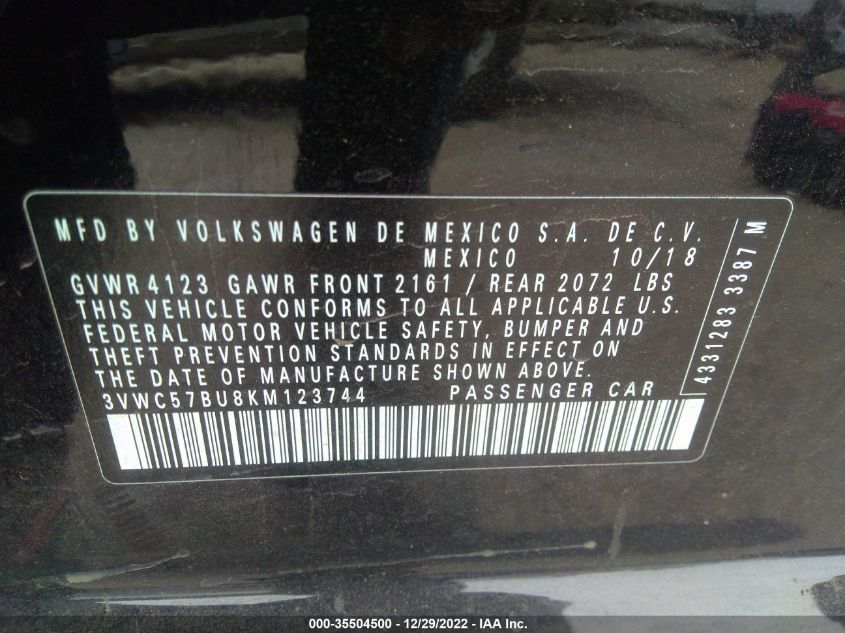 MFD BY VOLKSWAGEN DE MEXICO S.A. DE C.V.
MEXICO 10/18
GVWR 4123 GAWR FRONT 2161 / REAR 2072 LBS
THIS VEHICLE CONFORMS TO ALL APPLICABLE U.S.
FEDERAL MOTOR VEHICLE SAFETY, BUMPER AND
THEFT PREVENTION STANDARDS IN EFFECT ON
THE DATE OF MANUFACTURE SHOWN ABOVE.
3VWC57BU8KM123744 PASSENGER CAR
4331283 3387 M
000-35504500 - 12/29/2022 - IAA Inc.